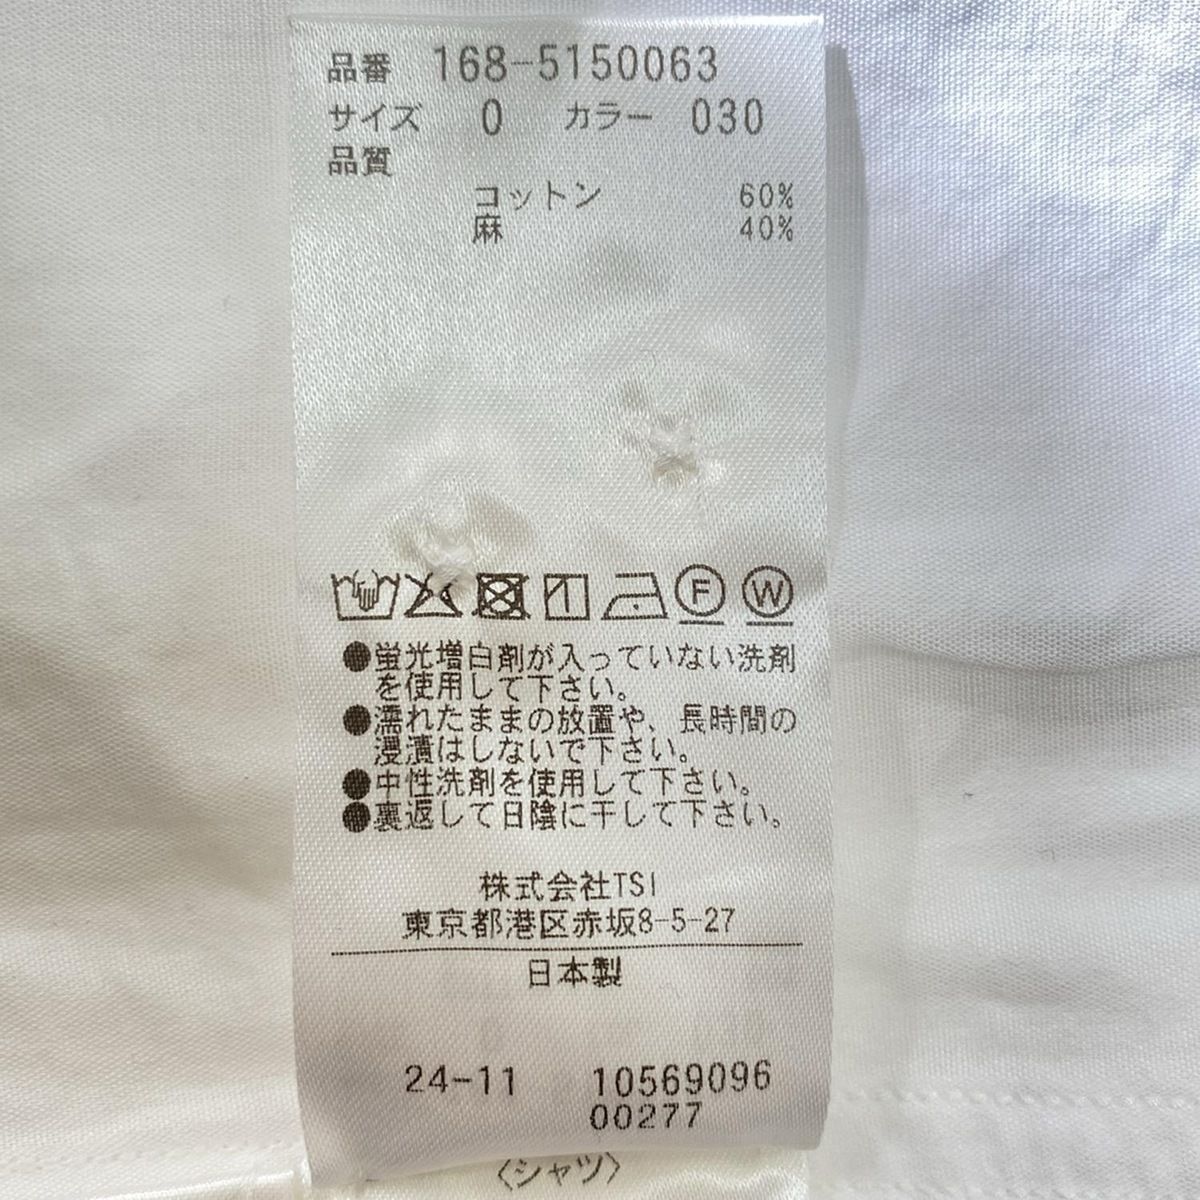 品番 168-5150063
サイズ 0 カラー 030
品質
コットン 60%
麻 40%
F W
●蛍光増白剤が入っていない洗剤
を使用して下さい。
●濡れたままの放置や、長時間の
浸漬はしないで下さい。
●中性洗剤を使用して下さい。
●裏返して日陰に干して下さい。
株式会社TSI
東京都港区赤坂8-5-27
日本製
24-11 10569096
00277
〈シャツ〉